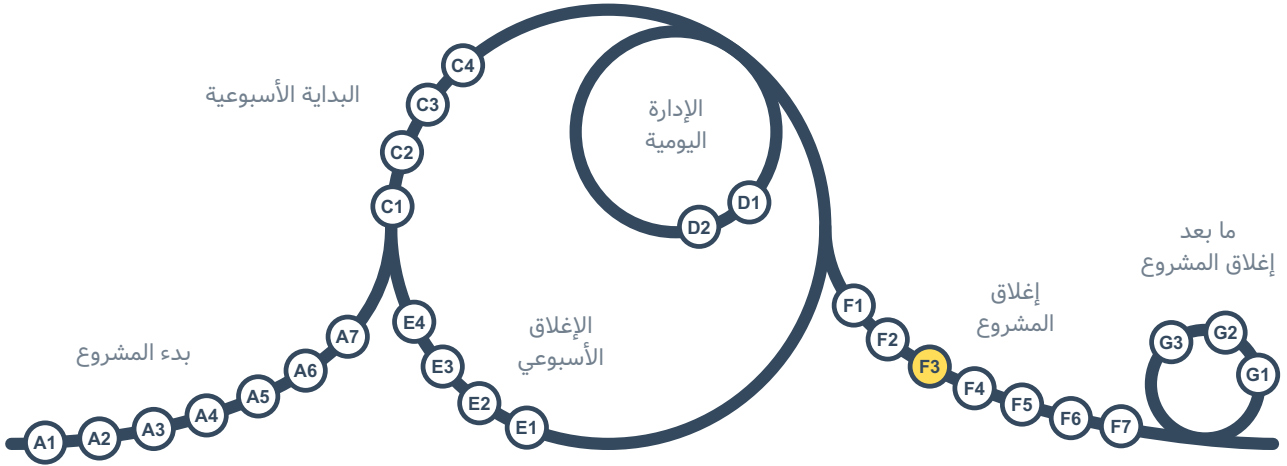 بدء المشروع
A1
A2
A3
A4
A5
A6
A7
البداية الأسبوعية
C1
C2
C3
C4
الإدارة
اليومية
D1
D2
الإغلاق
الأسبوعي
E1
E2
E3
E4
إغلاق
المشروع
F1
F2
F3
F4
F5
F6
F7
ما بعد
إغلاق المشروع
G1
G2
G3